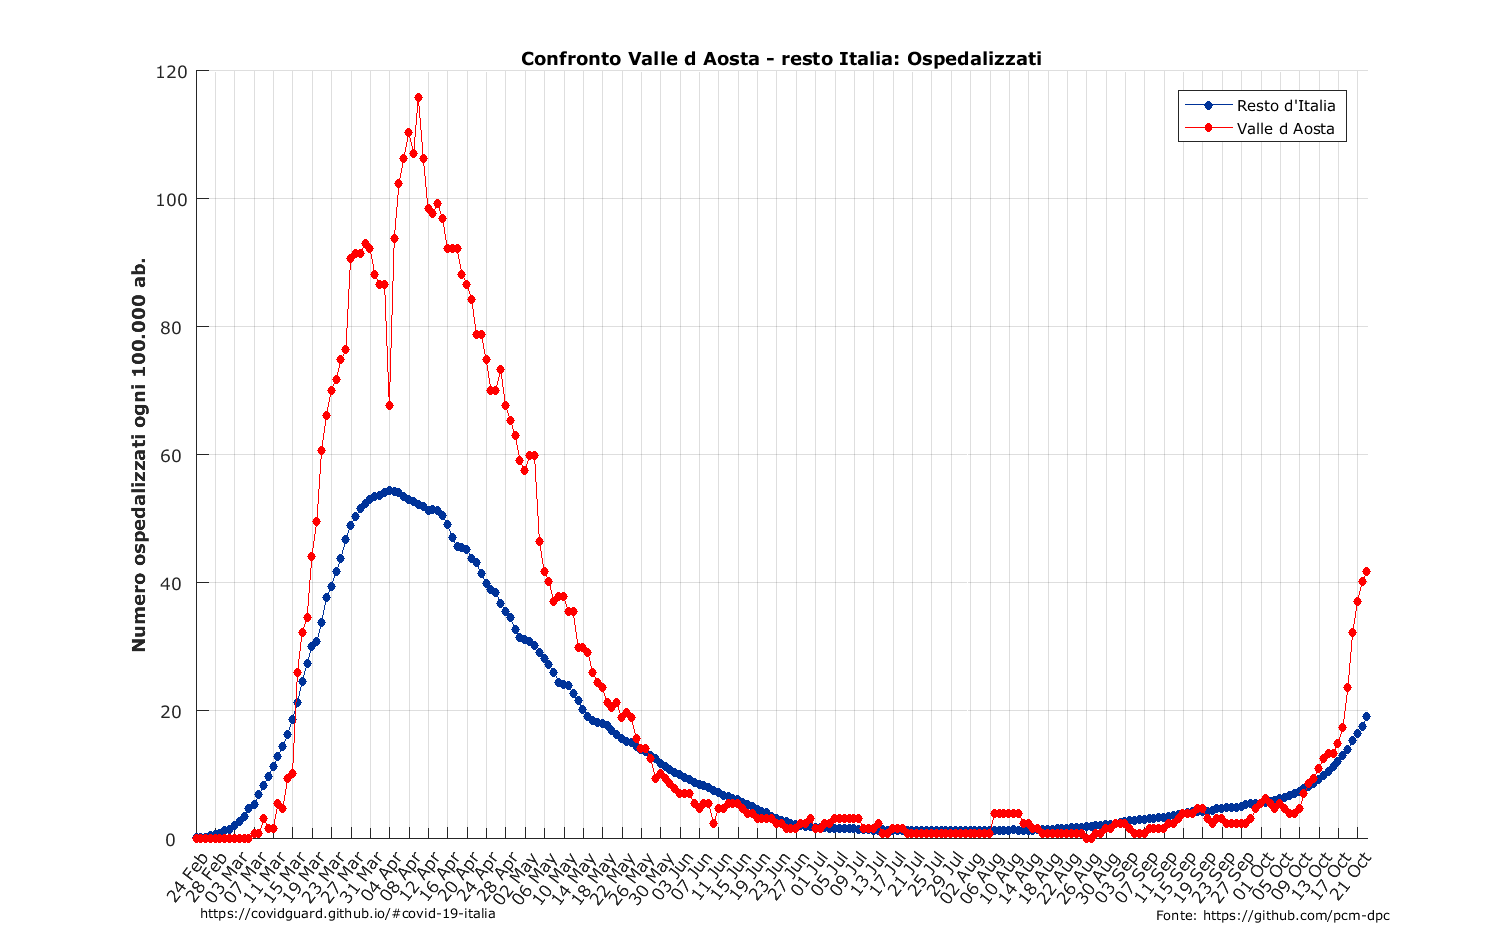 Confronto Valle d Aosta - resto Italia: Ospedalizzati
Resto d'Italia
Valle d Aosta
Numero ospedalizzati ogni 100.000 ab.
120
100
80
60
40
20
0
24 Feb
28 Feb
03 Mar
07 Mar
11 Mar
15 Mar
19 Mar
23 Mar
27 Mar
31 Mar
04 Apr
08 Apr
12 Apr
16 Apr
20 Apr
24 Apr
28 Apr
02 May
06 May
10 May
14 May
18 May
22 May
26 May
30 May
03 Jun
07 Jun
11 Jun
15 Jun
19 Jun
23 Jun
27 Jun
01 Jul
05 Jul
09 Jul
13 Jul
17 Jul
21 Jul
25 Jul
29 Jul
02 Aug
06 Aug
10 Aug
14 Aug
18 Aug
22 Aug
26 Aug
30 Aug
03 Sep
07 Sep
11 Sep
15 Sep
19 Sep
23 Sep
27 Sep
01 Oct
05 Oct
09 Oct
13 Oct
17 Oct
21 Oct
https://covidguard.github.io/#covid-19-italia
Fonte: https://github.com/pcm-dpc